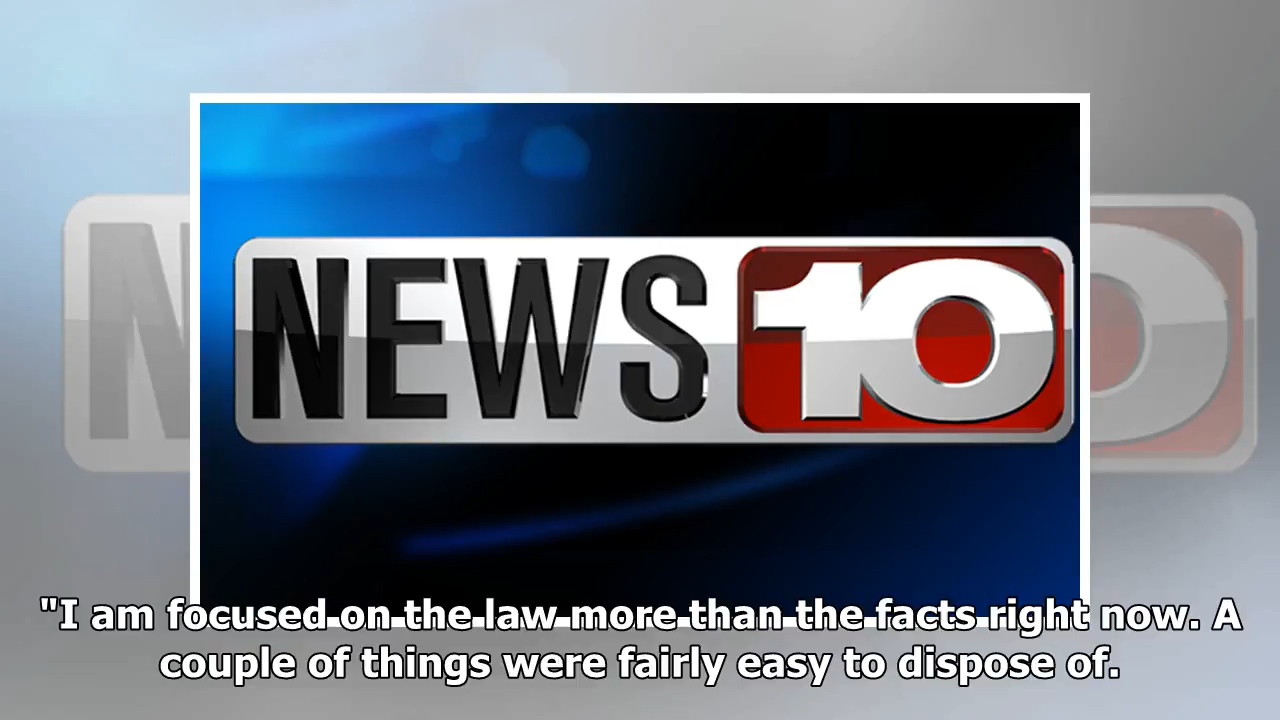 NEWS 10
"I am focused on the law more than the facts right now. A
couple of things were fairly easy to dispose of.